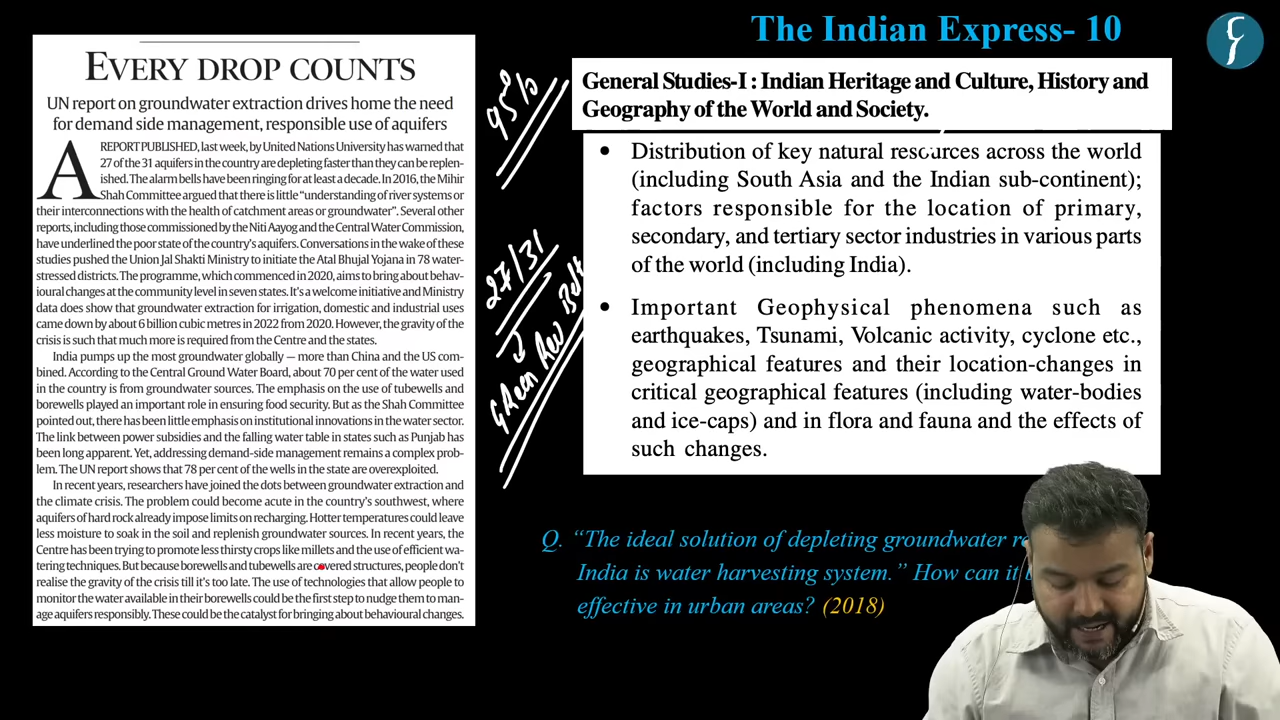 The Indian Express- 10
EVERY DROP COUNTS
UN report on groundwater extraction drives home the need
for demand side management, responsible use of aquifers
A REPORT PUBLISHED, last week, by United Nations University has warned that
27 of the 31 aquifers in the country are depleting faster than they can be replen-
ished. The alarm bells have been ringing for at least a decade. In 2016, the Mihir
Shah Committee argued that there is little “understanding of river systems or
their interconnections with the health of catchment areas or groundwater”. Several other
reports, including those commissioned by the Niti Aayog and the Central Water Commission,
have underlined the poor state of the country's aquifers. Conversations in the wake of these
studies pushed the Union Jal Shakti Ministry to initiate the Atal Bhujal Yojana in 78 water-
stressed districts. The programme, which commenced in 2020, aims to bring about behav-
ioural changes at the community level in seven states. It's a welcome initiative and Ministry
data does show that groundwater extraction for irrigation, domestic and industrial uses
came down by about 6 billion cubic metres in 2022 from 2020. However, the gravity of the
crisis is such that much more is required from the Centre and the states.
India pumps up the most groundwater globally — more than China and the US com-
bined. According to the Central Ground Water Board, about 70 per cent of the water used
in the country is from groundwater sources. The emphasis on the use of tubewells and
borewells played an important role in ensuring food security. But as the Shah Committee
pointed out, there has been little emphasis on institutional innovations in the water sector.
The link between power subsidies and the falling water table in states such as Punjab has
been long apparent. Yet, addressing demand-side management remains a complex prob-
lem. The UN report shows that 78 per cent of the wells in the state are overexploited.
In recent years, researchers have joined the dots between groundwater extraction and
the climate crisis. The problem could become acute in the country's southwest, where
aquifers of hard rock already impose limits on recharging. Hotter temperatures could leave
less moisture to soak in the soil and replenish groundwater sources. In recent years, the
Centre has been trying to promote less thirsty crops like millets and the use of efficient wa-
tering techniques. But because borewells and tubewells are covered structures, people don't
realise the gravity of the crisis till it's too late. The use of technologies that allow people to
monitor the water available in their borewells could be the first step to nudge them to man-
age aquifers responsibly. These could be the catalyst for bringing about behavioural changes.
95%
27/31
Green Rev Belt
General Studies-I : Indian Heritage and Culture, History and
Geography of the World and Society.
• Distribution of key natural resources across the world
(including South Asia and the Indian sub-continent);
factors responsible for the location of primary,
secondary, and tertiary sector industries in various parts
of the world (including India).
• Important Geophysical phenomena such as
earthquakes, Tsunami, Volcanic activity, cyclone etc.,
geographical features and their location-changes in
critical geographical features (including water-bodies
and ice-caps) and in flora and fauna and the effects of
such changes.
Q. “The ideal solution of depleting groundwater
India is water harvesting system.” How can it
effective in urban areas? (2018)